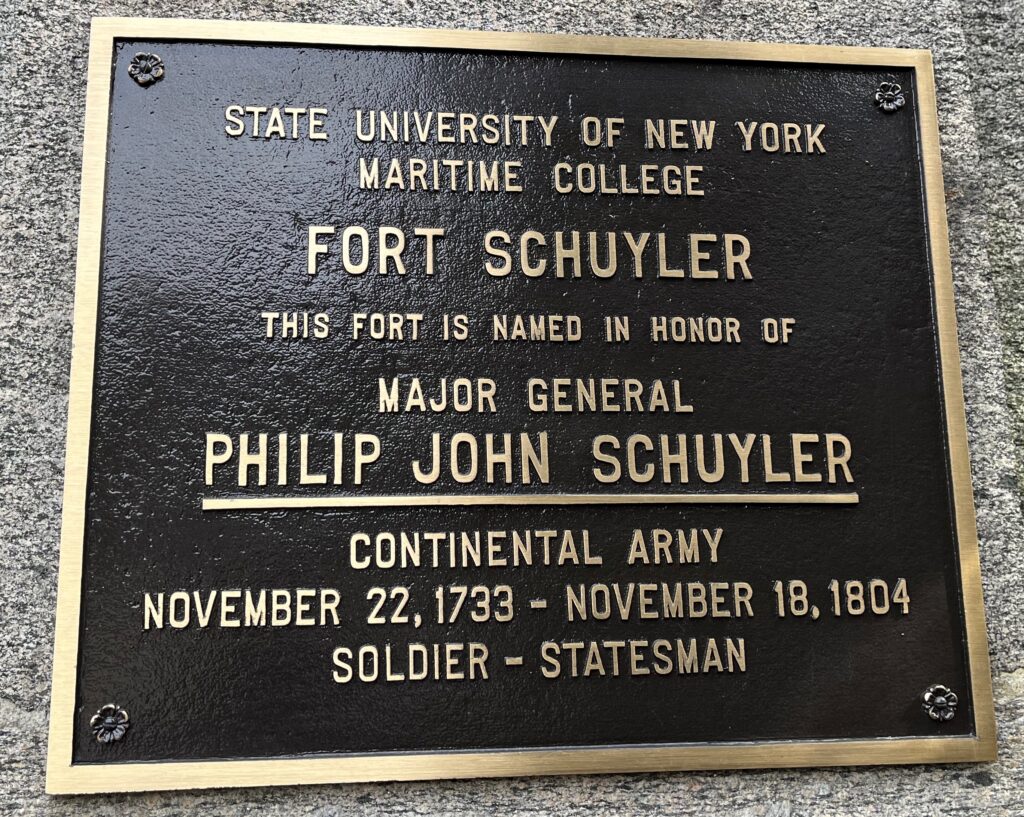 STATE UNIVERSITY OF NEW YORK
MARITIME COLLEGE
FORT SCHUYLER
THIS FORT IS NAMED IN HONOR OF
MAJOR GENERAL
PHILIP JOHN SCHUYLER
CONTINENTAL ARMY
NOVEMBER 22, 1733 - NOVEMBER 18, 1804
SOLDIER - STATESMAN